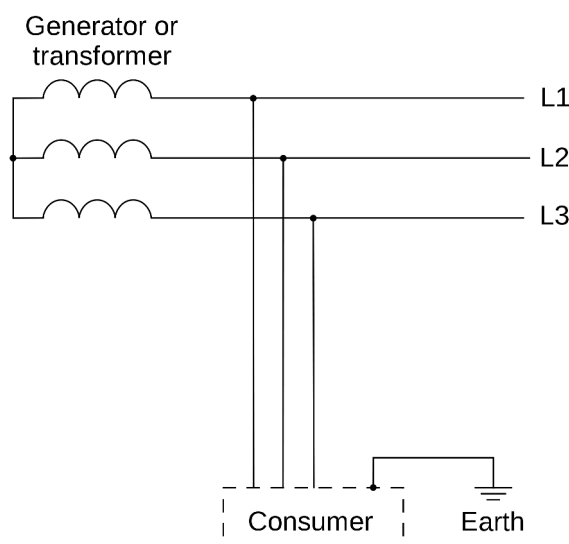 Generator or
transformer
L1
L2
L3
Consumer
Earth